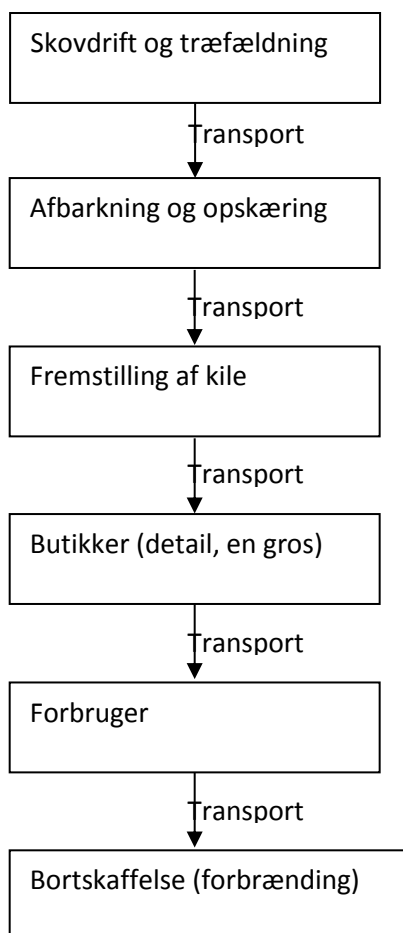 Skovdrift og træfældning
Transport
Afbarkning og opskæring
Transport
Fremstilling af kile
Transport
Butikker (detail, en gros)
Transport
Forbruger
Transport
Bortskaffelse (forbrænding)